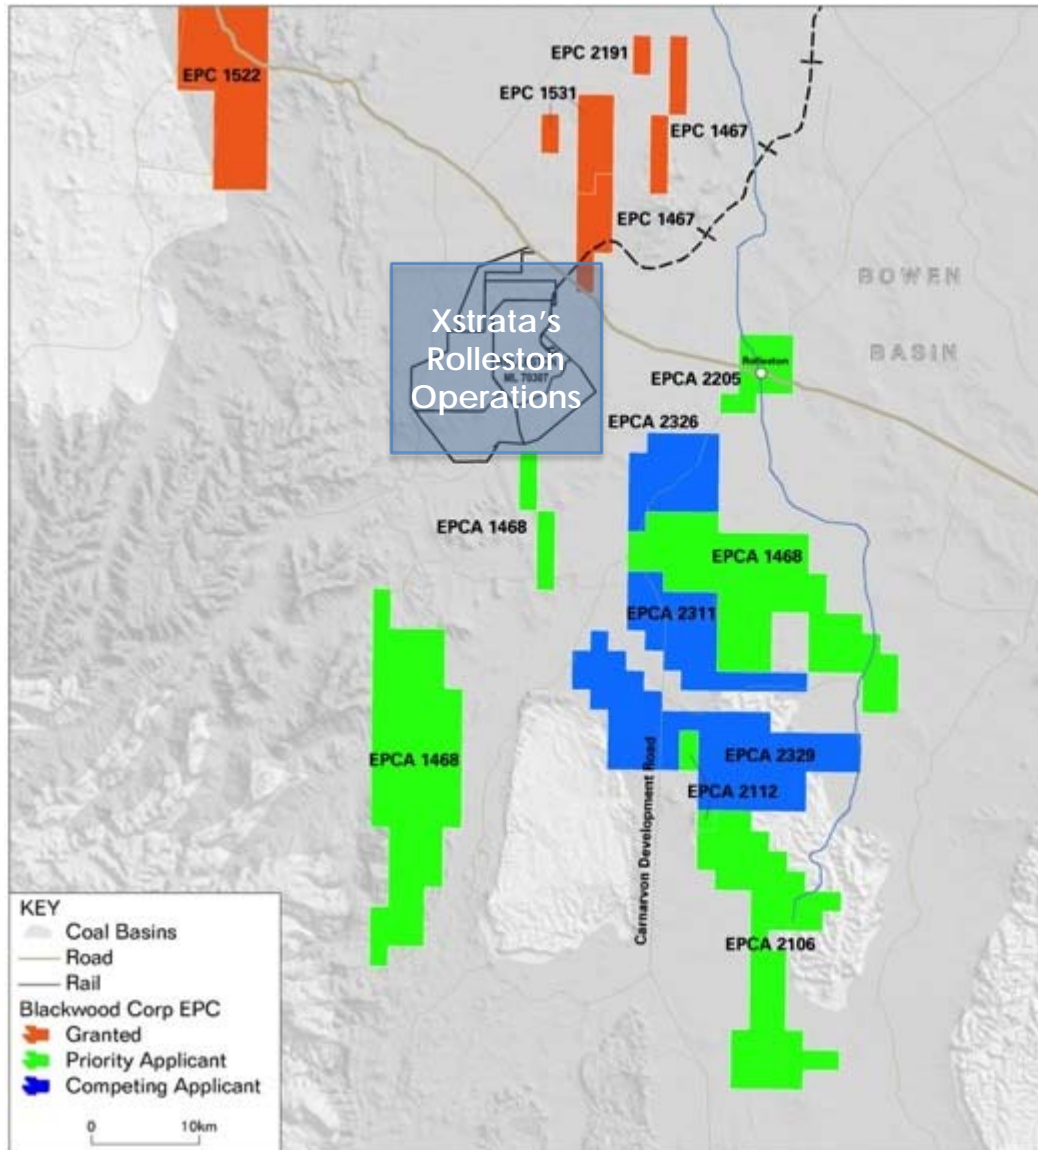 EPC 1522
EPC 2191
EPC 1531
EPC 1467
EPC 1467
BOWEN
BASIN
Xstrata's
Rolleston
Operations
ML 70307
Rolleston
EPCA 2205
EPCA 2326
EPCA 1468
EPCA 1468
EPCA 2311
EPCA 1468
EPCA 2329
EPCA 2112
Carnarvon Development Road
EPCA 2106
KEY
Coal Basins
Road
Rail
Blackwood Corp EPC
Granted
Priority Applicant
Competing Applicant
0 10km